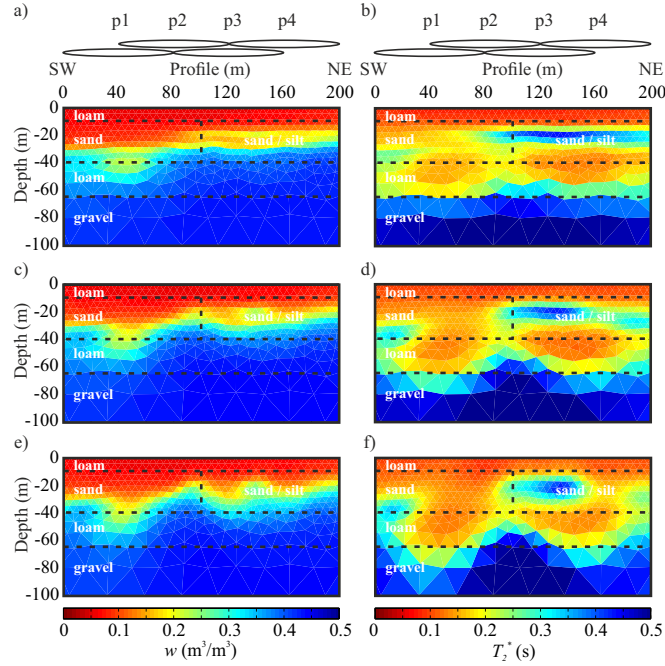 a) p1 p2 p3 p4 b) p1 p2 p3 p4
SW Profile (m) NE SW Profile (m) NE
0 40 80 120 160 200 0 40 80 120 160 200
0 loam loam
-20 sand sand / silt sand sand / silt
-40
Depth (m) loam loam
-60
-80 gravel gravel
-100
c) d)
0 loam loam
-20 sand sand / silt sand sand / silt
-40
Depth (m) loam loam
-60
-80 gravel gravel
-100
e) f)
0 loam loam
-20 sand sand / silt sand sand / silt
-40
Depth (m) loam loam
-60
-80 gravel gravel
-100
0 0.1 0.2 0.3 0.4 0.5 0 0.1 0.2 0.3 0.4 0.5
w (m³/m³) T₂* (s)